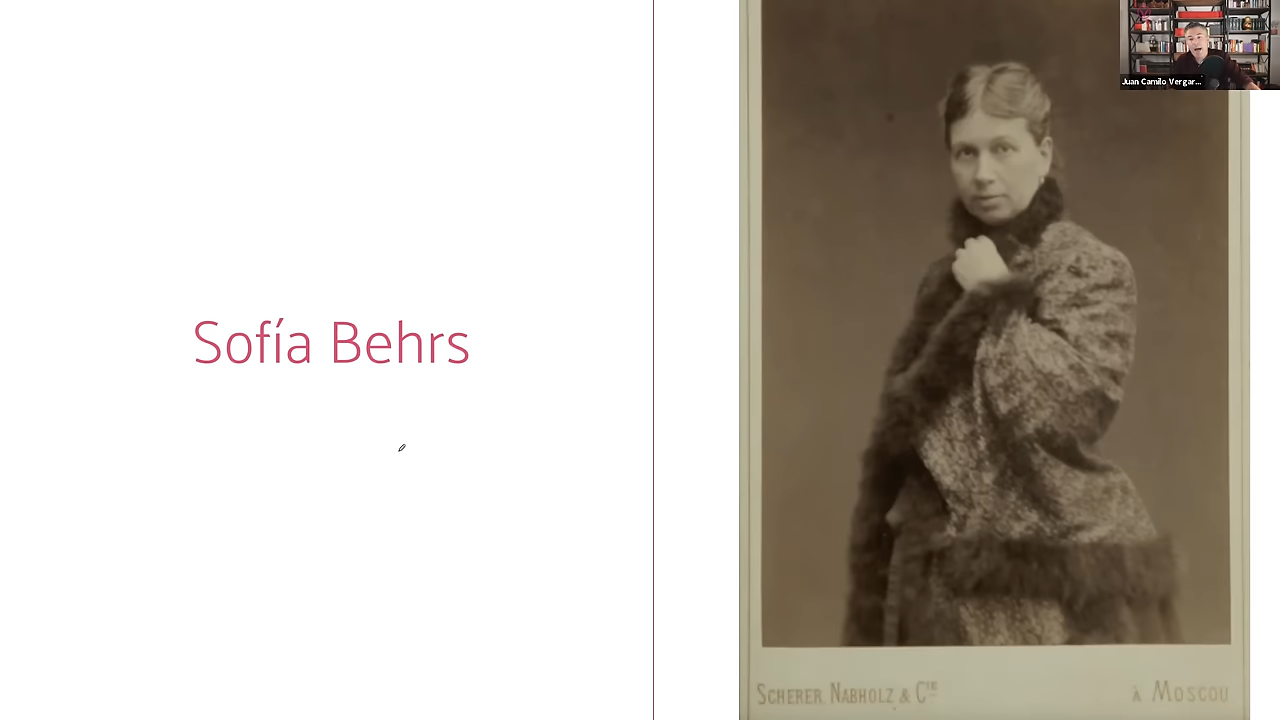 Sofía Behrs
Juan Camilo Vergar...
SCHERER, NABHOLZ & CIE
À MOSCOU